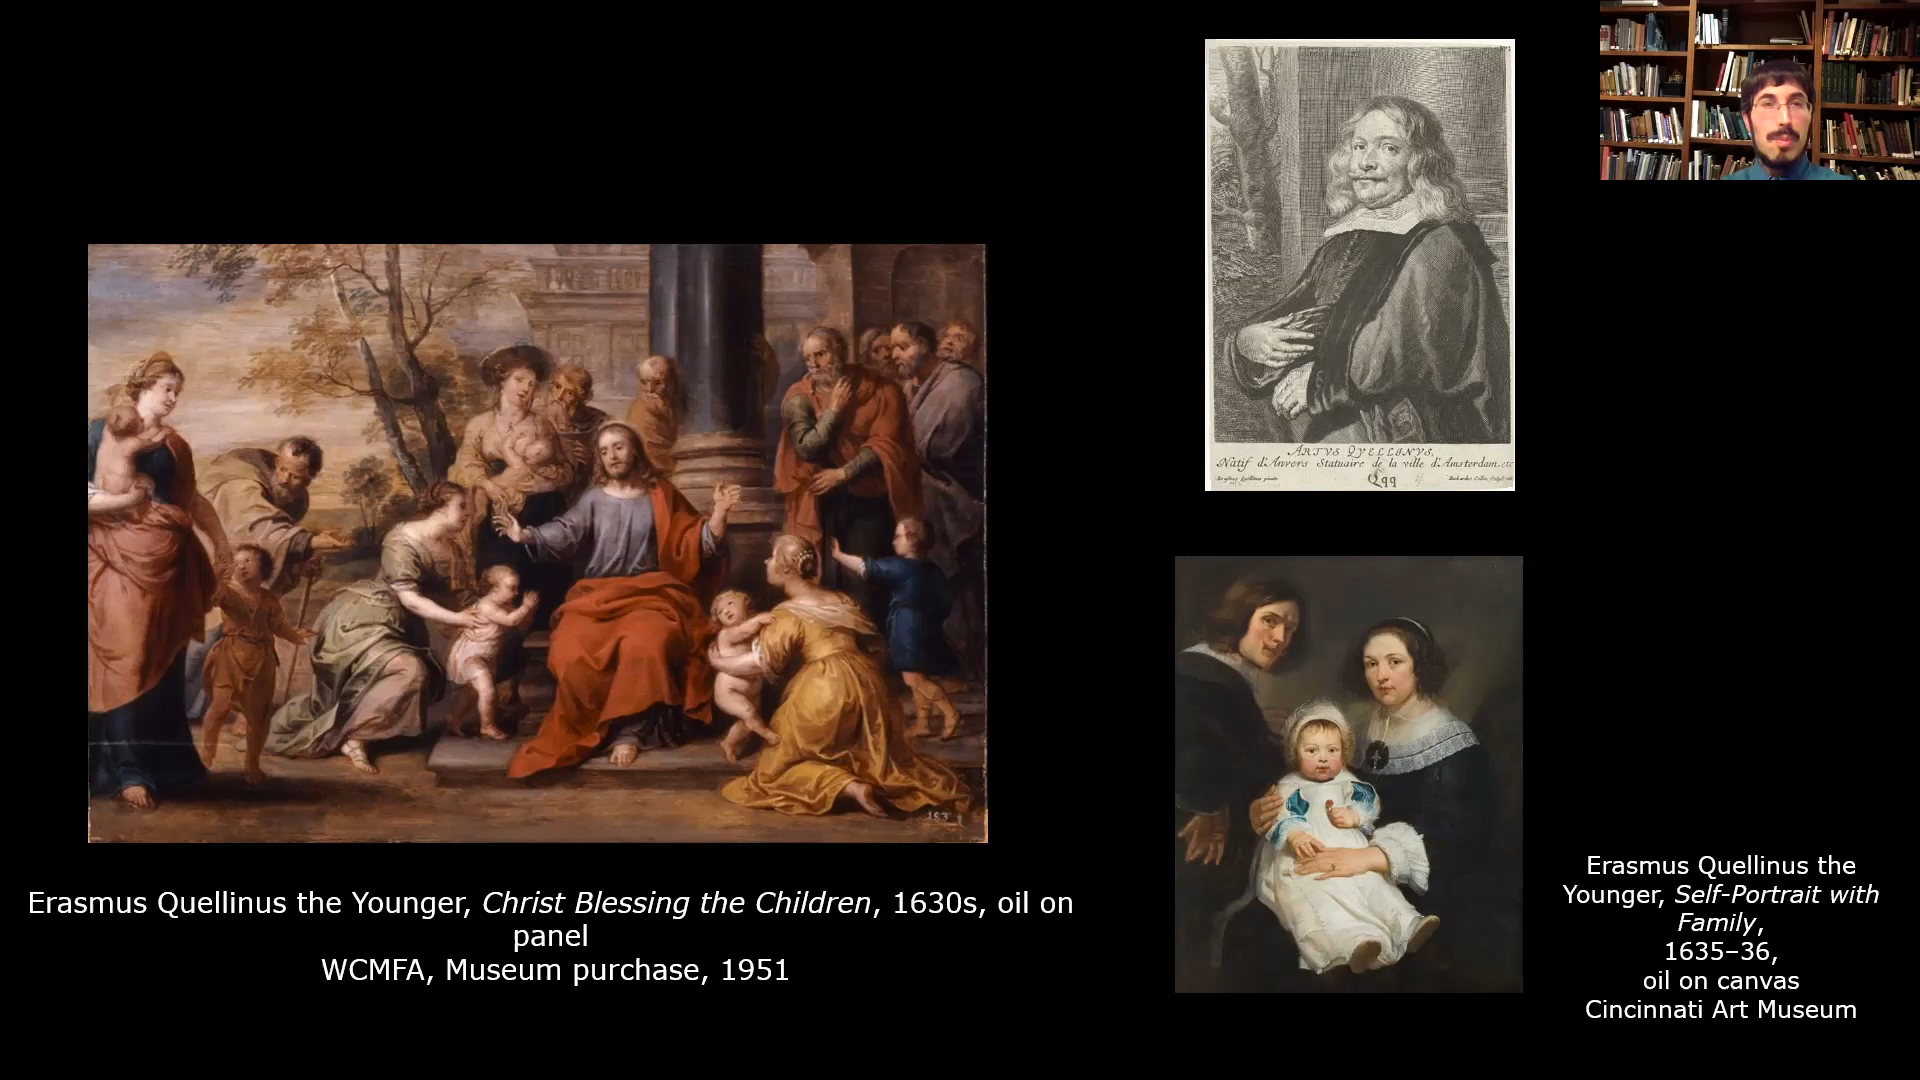 Erasmus Quellinus the Younger, Christ Blessing the Children, 1630s, oil on
panel
WCMFA, Museum purchase, 1951
ARTVS QVELLINVS,
Natif d'Anvers Statuaire de la ville d'Amsterdam. etc
Qqq
Erasmus Quellinus the
Younger, Self-Portrait with
Family,
1635–36,
oil on canvas
Cincinnati Art Museum